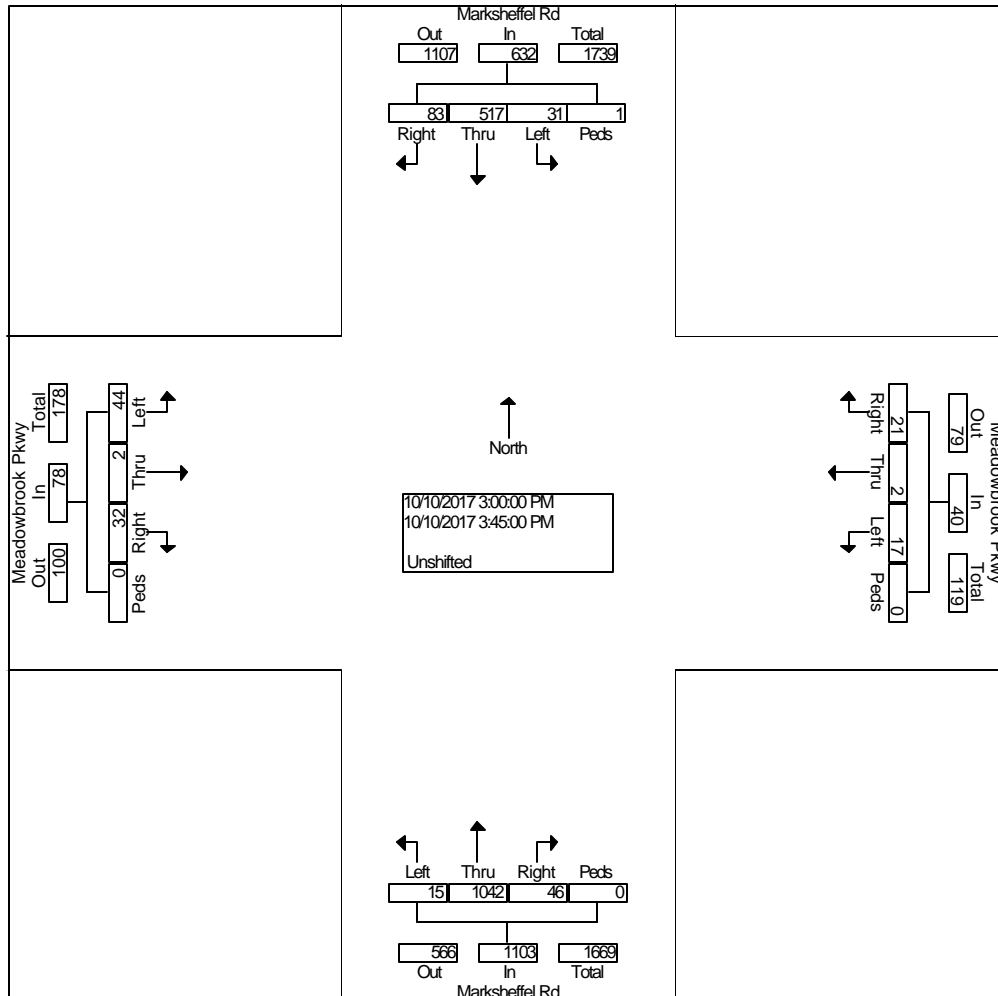 Marksheffel Rd
Out In Total
1107 632 1739
83 517 31 1
Right Thru Left Peds
Meadowbrook Pkwy
Total In Out
178 78 100
44 2 32 0
Left Thru Right Peds
North
10/10/2017 3:00:00 PM
10/10/2017 3:45:00 PM
Unshifted
Right Thru Left Peds
21 2 17 0
Out In Total
79 40 119
Meadowbrook Pkwy
Left Thru Right Peds
15 1042 46 0
566 1103 1669
Out In Total
Marksheffel Rd